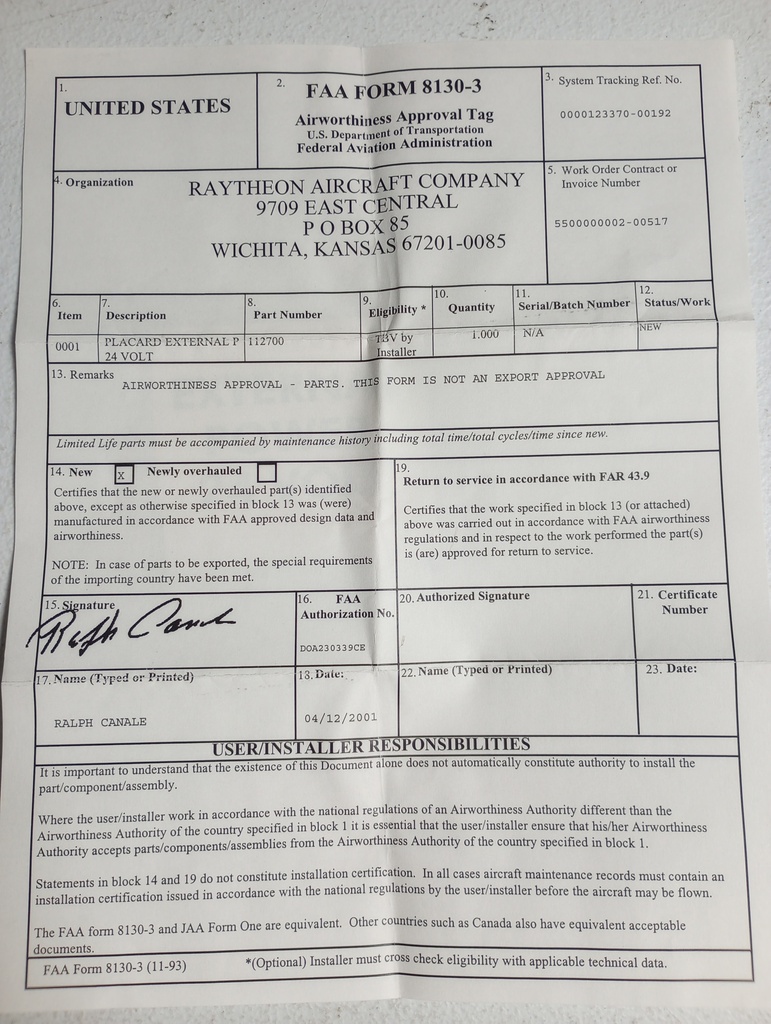 1.
UNITED STATES
2.
FAA FORM 8130-3
Airworthiness Approval Tag
U.S. Department of Transportation
Federal Aviation Administration
3. System Tracking Ref. No.
0000123370-00192
4. Organization
RAYTHEON AIRCRAFT COMPANY
9709 EAST CENTRAL
P O BOX 85
WICHITA, KANSAS 67201-0085
5. Work Order Contract or
Invoice Number
5500000002-00517
6.
Item
7.
Description
8.
Part Number
9.
Eligibility *
10.
Quantity
11.
Serial/Batch Number
12.
Status/Work
0001
PLACARD EXTERNAL P
24 VOLT
112700
TBV by
Installer
1.000
N/A
NEW
13. Remarks
AIRWORTHINESS APPROVAL - PARTS. THIS FORM IS NOT AN EXPORT APPROVAL
Limited Life parts must be accompanied by maintenance history including total time/total cycles/time since new.
14. New X Newly overhauled
Certifies that the new or newly overhauled part(s) identified
above, except as otherwise specified in block 13 was (were)
manufactured in accordance with FAA approved design data and
airworthiness.
NOTE: In case of parts to be exported, the special requirements
of the importing country have been met.
19.
Return to service in accordance with FAR 43.9
Certifies that the work specified in block 13 (or attached)
above was carried out in accordance with FAA airworthiness
regulations and in respect to the work performed the part(s)
is (are) approved for return to service.
15. Signature
Ralph Canale
16. FAA
Authorization No.
DOA230339CE
20. Authorized Signature
21. Certificate
Number
17. Name (Typed or Printed)
RALPH CANALE
18. Date:
04/12/2001
22. Name (Typed or Printed)
23. Date:
USER/INSTALLER RESPONSIBILITIES
It is important to understand that the existence of this Document alone does not automatically constitute authority to install the
part/component/assembly.
Where the user/installer work in accordance with the national regulations of an Airworthiness Authority different than the
Airworthiness Authority of the country specified in block 1 it is essential that the user/installer ensure that his/her Airworthiness
Authority accepts parts/components/assemblies from the Airworthiness Authority of the country specified in block 1.
Statements in block 14 and 19 do not constitute installation certification. In all cases aircraft maintenance records must contain an
installation certification issued in accordance with the national regulations by the user/installer before the aircraft may be flown.
The FAA form 8130-3 and JAA Form One are equivalent. Other countries such as Canada also have equivalent acceptable
documents.
FAA Form 8130-3 (11-93)
*(Optional) Installer must cross check eligibility with applicable technical data.